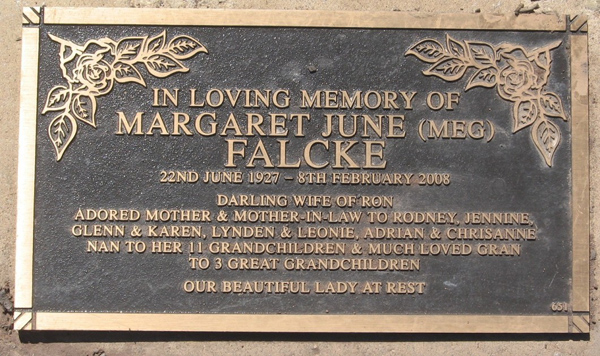 IN LOVING MEMORY OF
MARGARET JUNE (MEG)
FALCKE
22ND JUNE 1927 – 8TH FEBRUARY 2008
DARLING WIFE OF RON
ADORED MOTHER & MOTHER-IN-LAW TO RODNEY, JENNINE,
GLENN & KAREN, LYNDEN & LEONIE, ADRIAN & CHRISANNE
NAN TO HER 11 GRANDCHILDREN & MUCH LOVED GRAN
TO 3 GREAT GRANDCHILDREN
OUR BEAUTIFUL LADY AT REST
651